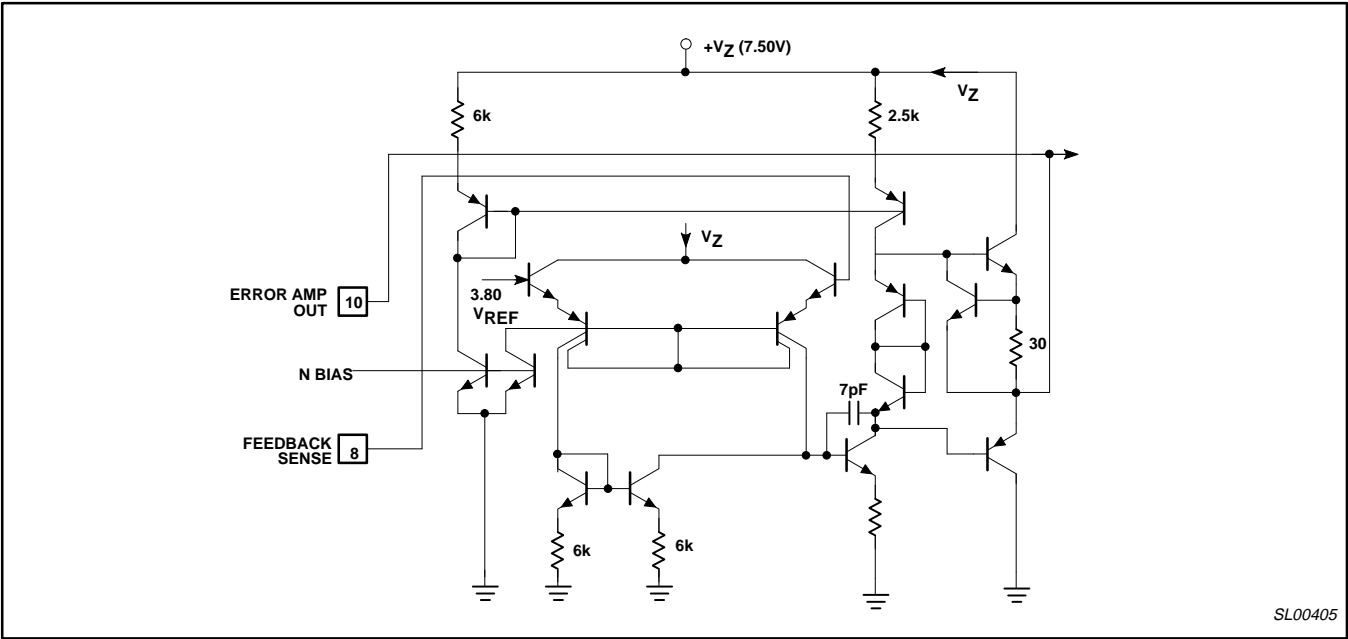 +VZ (7.50V)
VZ
6k
2.5k
VZ
ERROR AMP
OUT
10
3.80
VREF
30
N BIAS
7pF
FEEDBACK
SENSE
8
6k
6k
SL00405